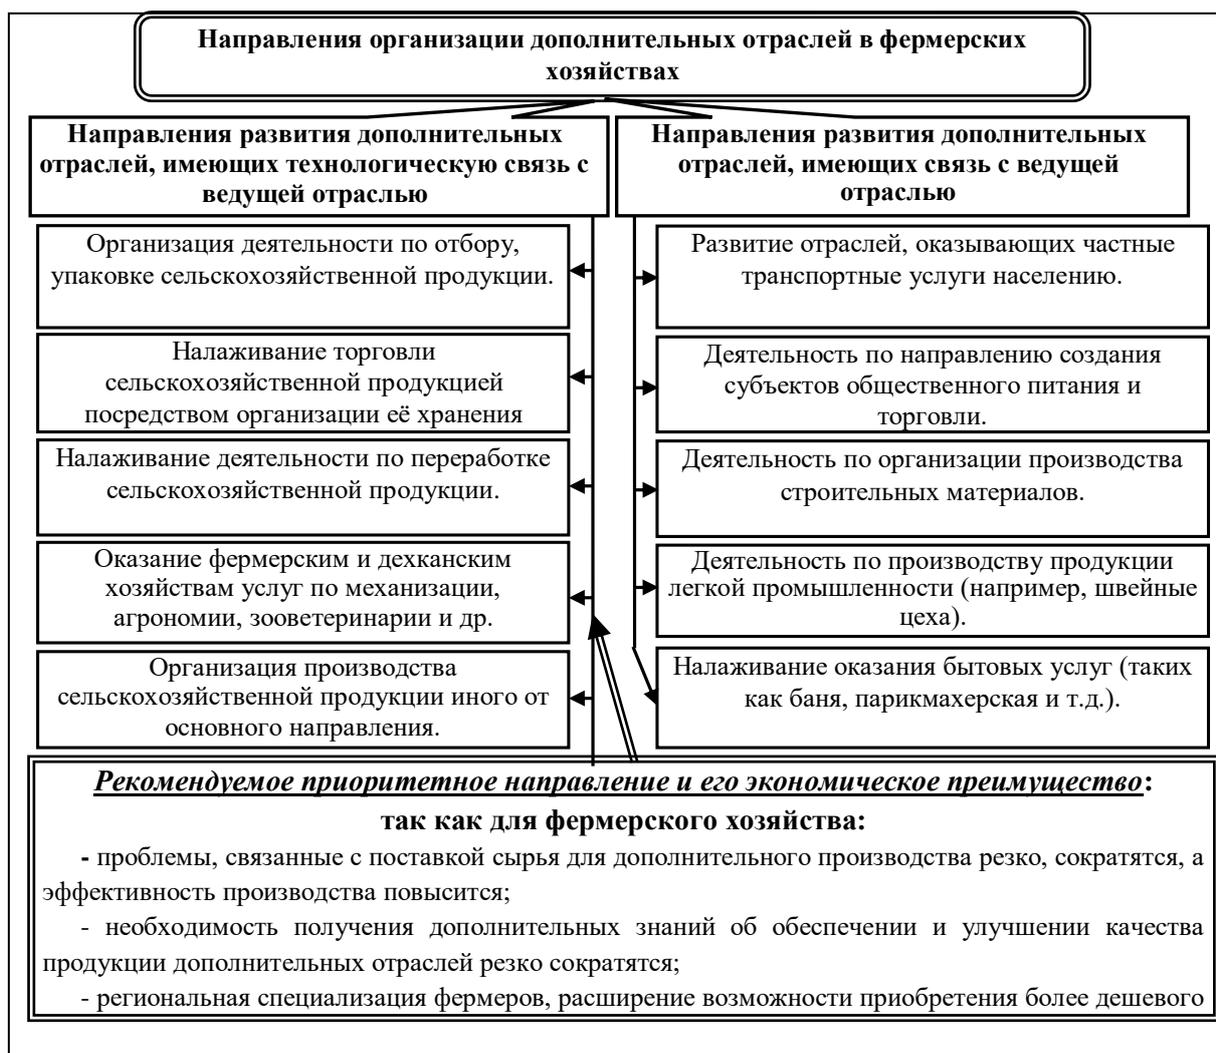 Направления организации дополнительных отраслей в фермерских
хозяйствах
Направления развития дополнительных
отраслей, имеющих технологическую связь с
ведущей отраслью
Направления развития дополнительных
отраслей, имеющих связь с ведущей
отраслью
Организация деятельности по отбору,
упаковке сельскохозяйственной продукции.
Налаживание торговли
сельскохозяйственной продукцией
посредством организации её хранения
Налаживание деятельности по переработке
сельскохозяйственной продукции.
Оказание фермерским и дехканским
хозяйствам услуг по механизации,
агрономии, зооветеринарии и др.
Организация производства
сельскохозяйственной продукции иного от
основного направления.
Развитие отраслей, оказывающих частные
транспортные услуги населению.
Деятельность по направлению создания
субъектов общественного питания и
торговли.
Деятельность по организации производства
строительных материалов.
Деятельность по производству продукции
легкой промышленности (например, швейные
цеха).
Налаживание оказания бытовых услуг (таких
как баня, парикмахерская и т.д.).
Рекомендуемое приоритетное направление и его экономическое преимущество:
так как для фермерского хозяйства:
- проблемы, связанные с поставкой сырья для дополнительного производства резко, сократятся, а
эффективность производства повысится;
- необходимость получения дополнительных знаний об обеспечении и улучшении качества
продукции дополнительных отраслей резко сократятся;
- региональная специализация фермеров, расширение возможности приобретения более дешевого